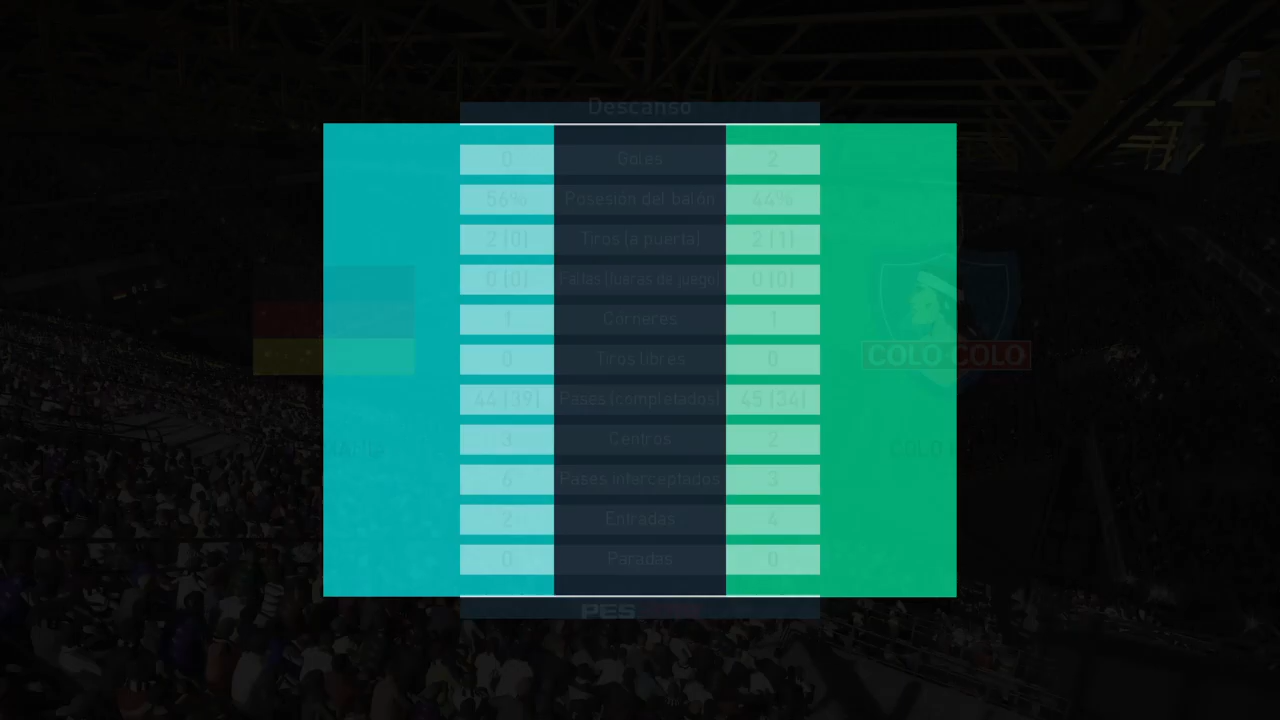 Descanso
0 Goles 2
56% Posesión del balón 44%
2 (0) Tiros (a puerta) 2 (1)
0 (0) Faltas (fueras de juego) 0 (0)
1 Córneres 1
0 Tiros libres 0
COLO COLO
44 (39) Pases (completados) 45 (34)
3 Centros 2
6 Pases interceptados 3
2 Entradas 4
0 Paradas 0
PES